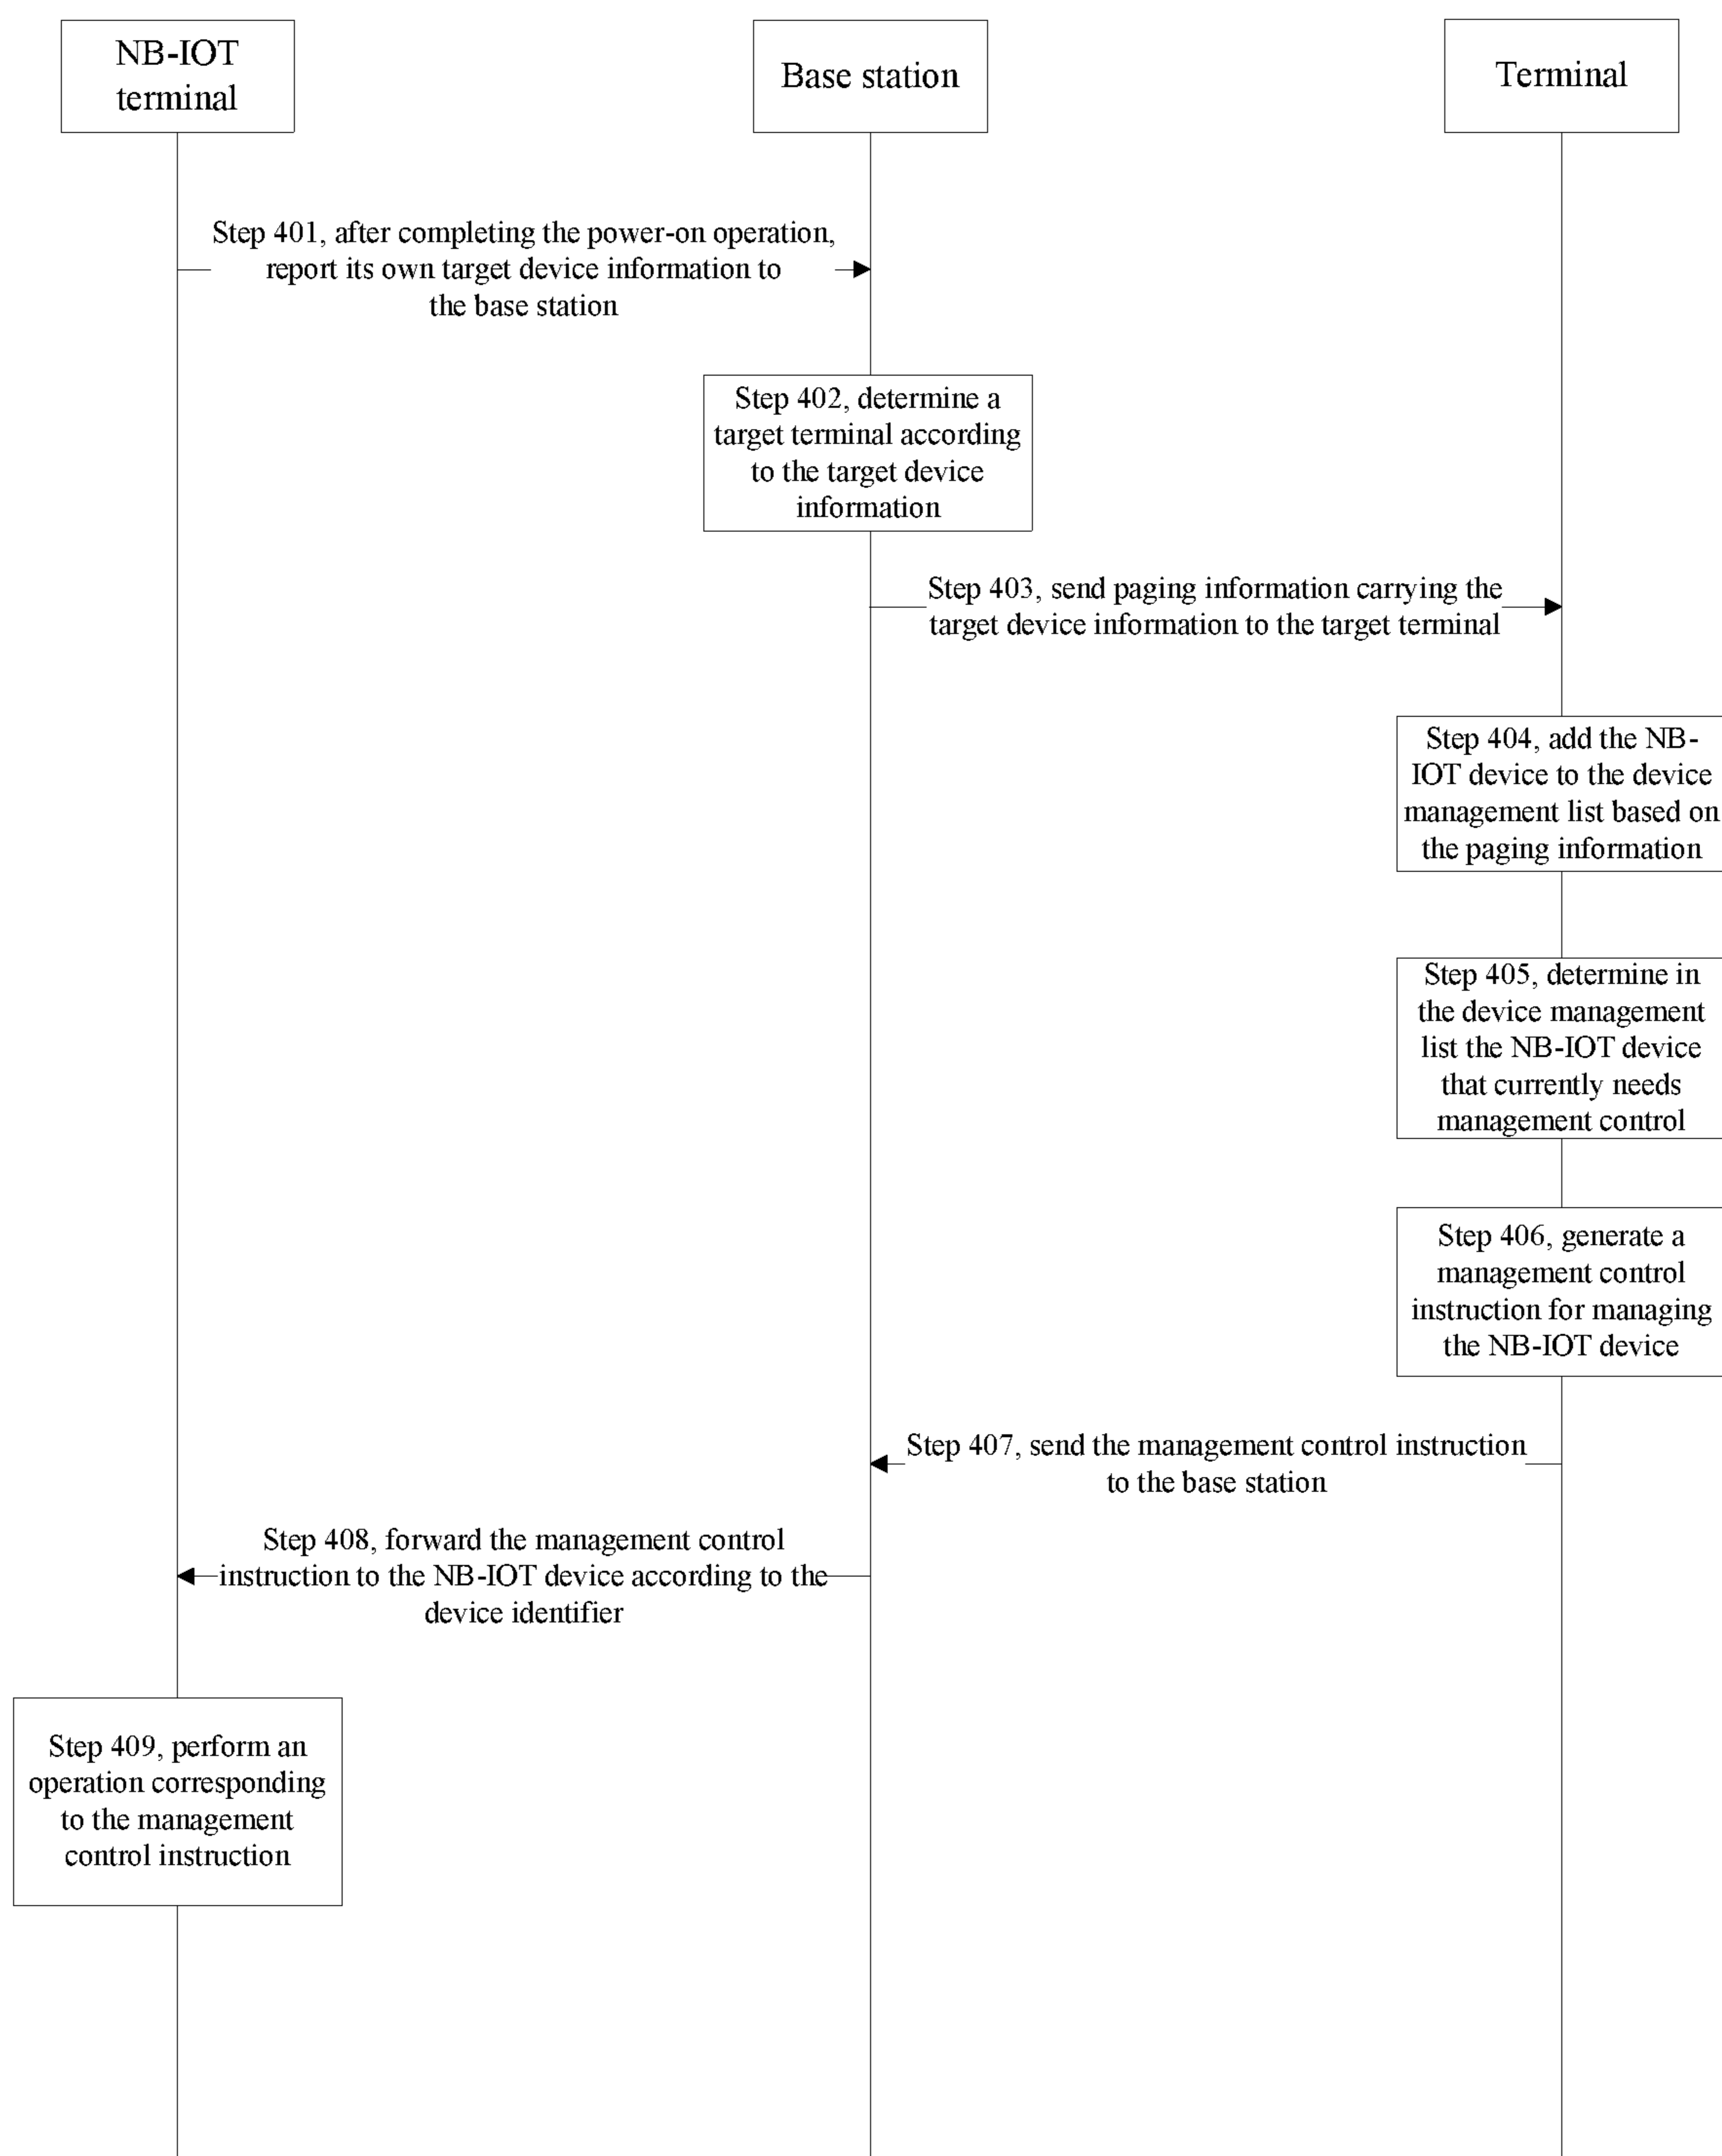 NB-IOT
terminal
Base station
Terminal
Step 401, after completing the power-on operation,
report its own target device information to
the base station
Step 402, determine a
target terminal according
to the target device
information
Step 403, send paging information carrying the
target device information to the target terminal
Step 404, add the NB-
IOT device to the device
management list based on
the paging information
Step 405, determine in
the device management
list the NB-IOT device
that currently needs
management control
Step 406, generate a
management control
instruction for managing
the NB-IOT device
Step 407, send the management control instruction
to the base station
Step 408, forward the management control
instruction to the NB-IOT device according to the
device identifier
Step 409, perform an
operation corresponding
to the management
control instruction